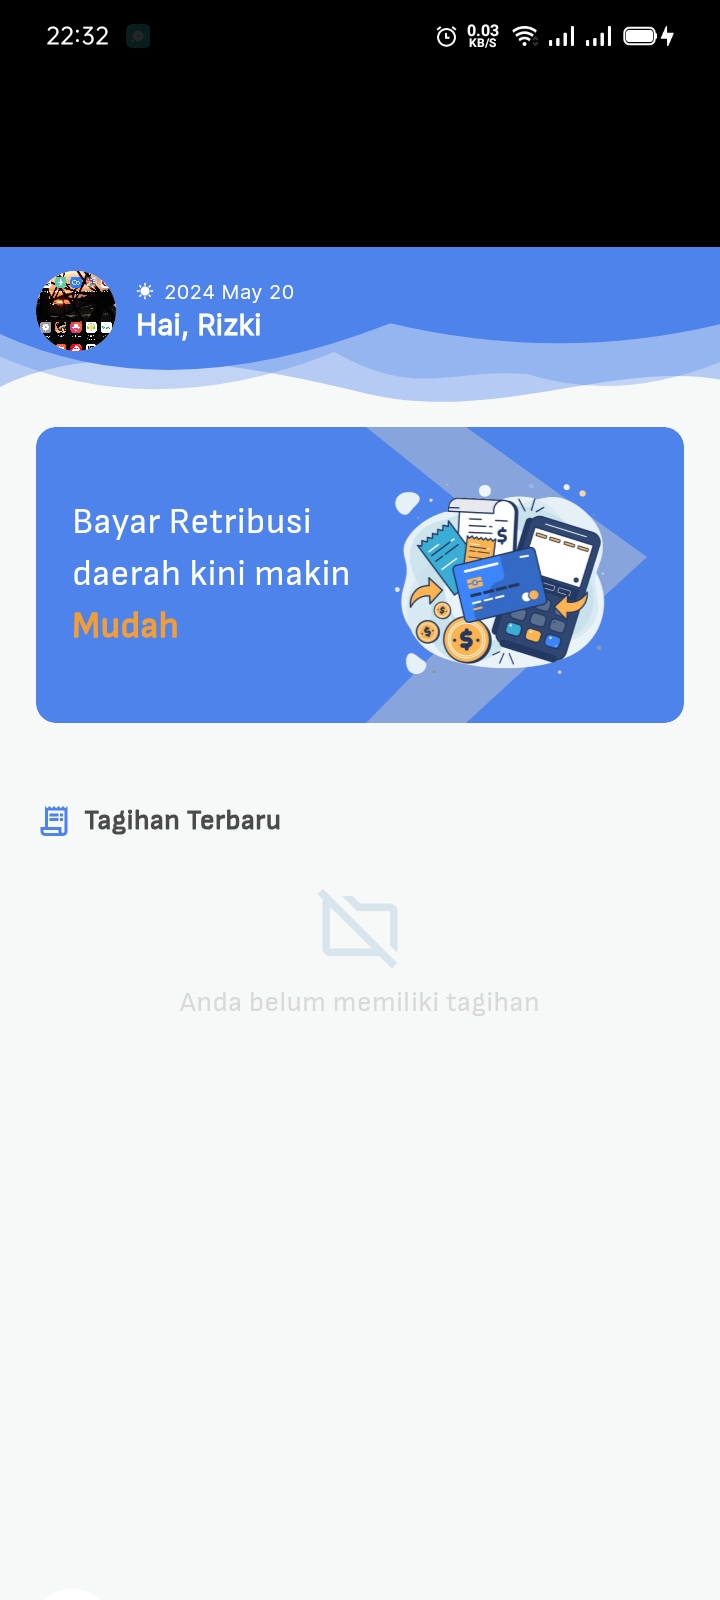 22:32
0.03
KB/S
2024 May 20
Hai, Rizki
Bayar Retribusi
daerah kini makin
Mudah
Tagihan Terbaru
Anda belum memiliki tagihan